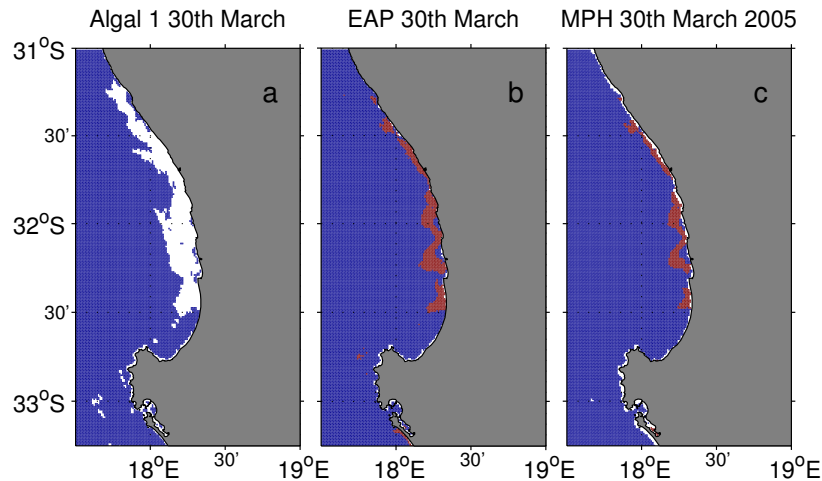 Algal 1 30th March EAP 30th March MPH 30th March 2005
31°S
a b c
30'
32°S
30'
33°S
18°E 30' 19°E 18°E 30' 19°E 18°E 30' 19°E